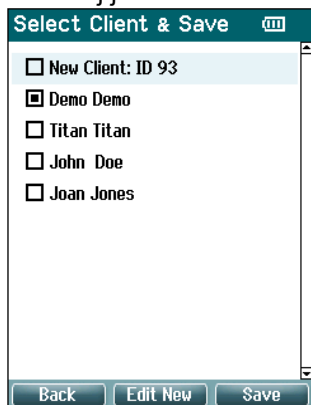 Select Client & Save
New Client: ID 93
Demo Demo
Titan Titan
John Doe
Joan Jones
Back
Edit New
Save